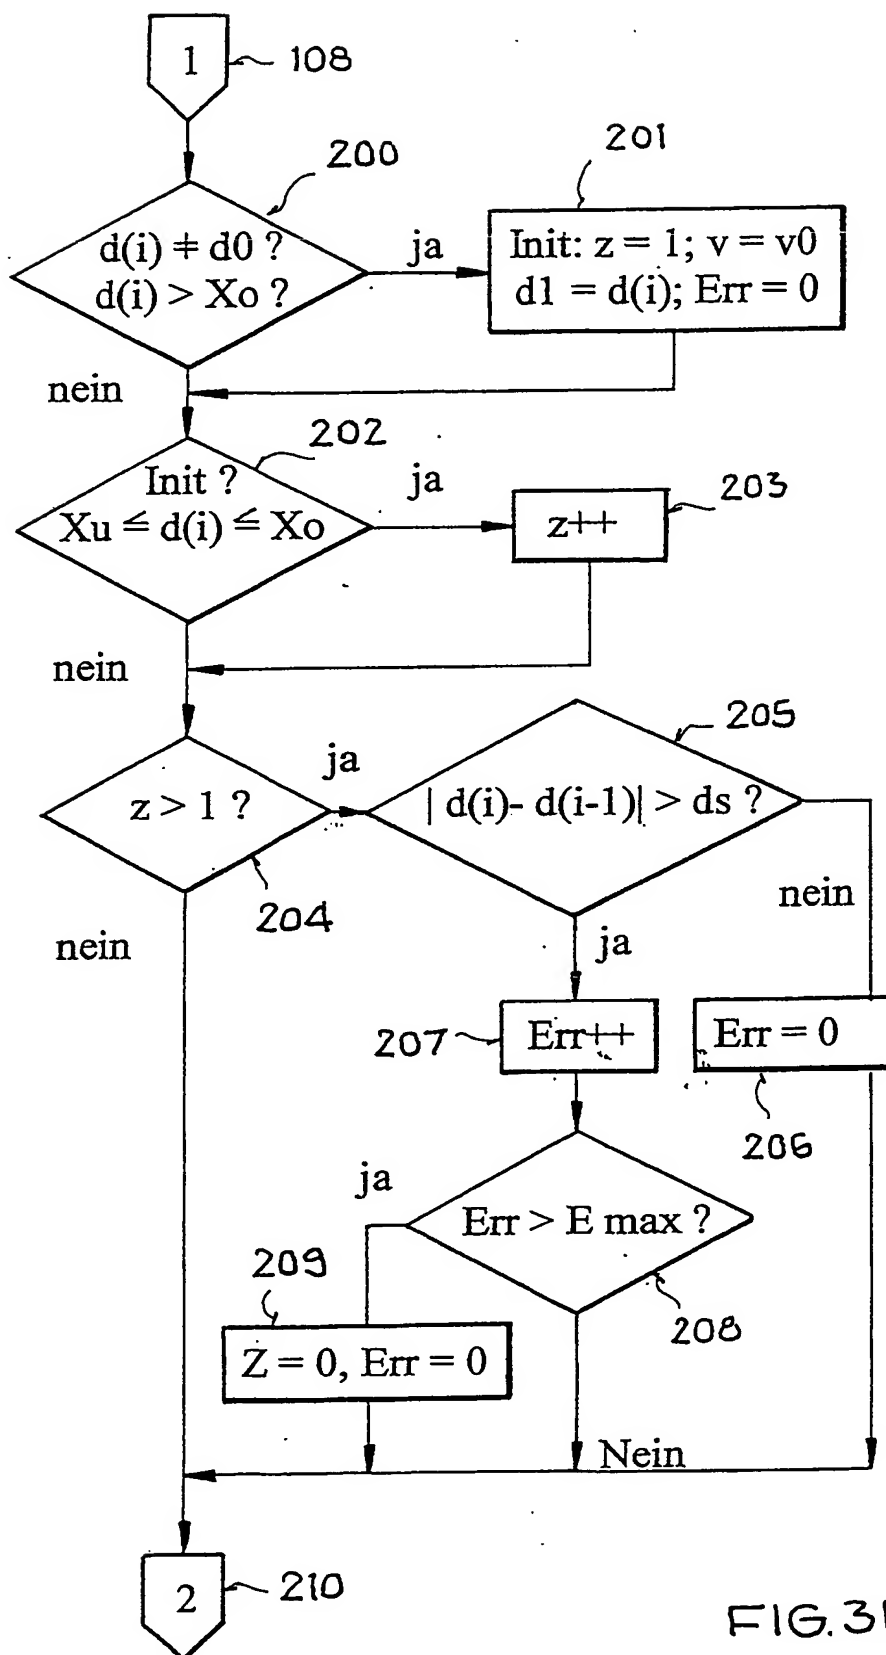 1
108
200
201
d(i) ≠ d0 ?
d(i) > Xo ?
ja
Init: z = 1; v = v0
d1 = d(i); Err = 0
nein
202
Init ?
Xu ≤ d(i) ≤ Xo
ja
203
z++
nein
205
ja
z > 1 ?
| d(i)- d(i-1)| > ds ?
204
nein
nein
ja
207
Err++
Err = 0
206
ja
Err > E max ?
209
208
Z = 0, Err = 0
Nein
2
210